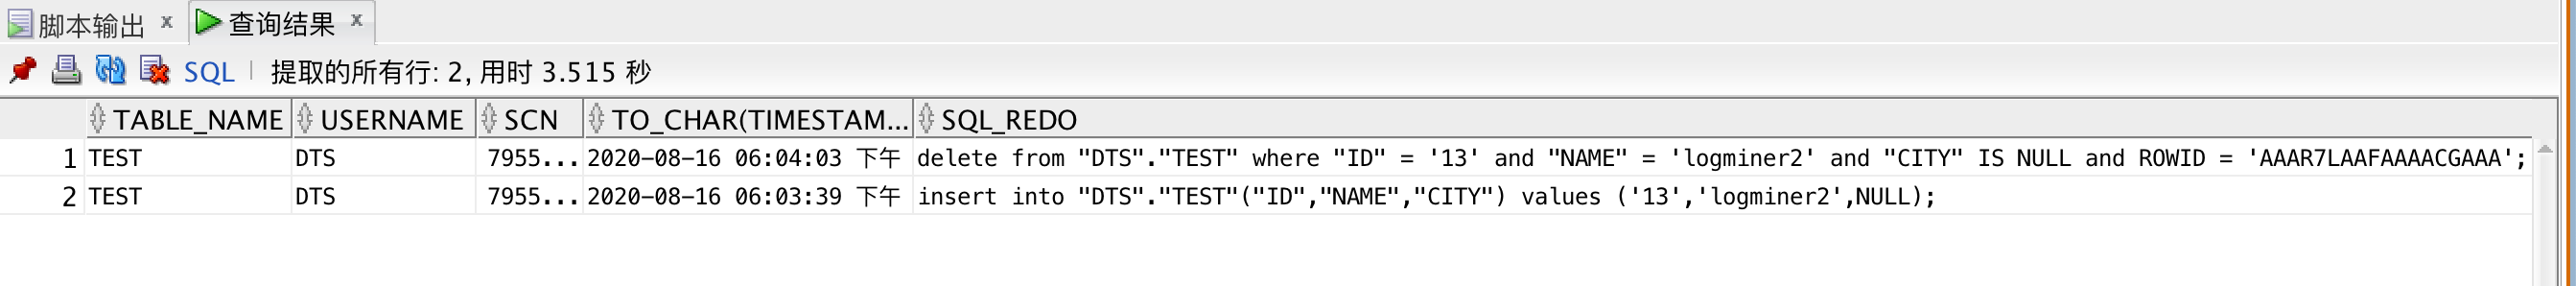 脚本输出 × 查询结果 ×
SQL | 提取的所有行: 2, 用时 3.515 秒
TABLE_NAME USERNAME SCN TO_CHAR(TIMESTAM... SQL_REDO
1 TEST DTS 7955... 2020-08-16 06:04:03 下午 delete from "DTS"."TEST" where "ID" = '13' and "NAME" = 'logminer2' and "CITY" IS NULL and ROWID = 'AAAR7LAAFAAAACGAAA';
2 TEST DTS 7955... 2020-08-16 06:03:39 下午 insert into "DTS"."TEST"("ID","NAME","CITY") values ('13','logminer2',NULL);